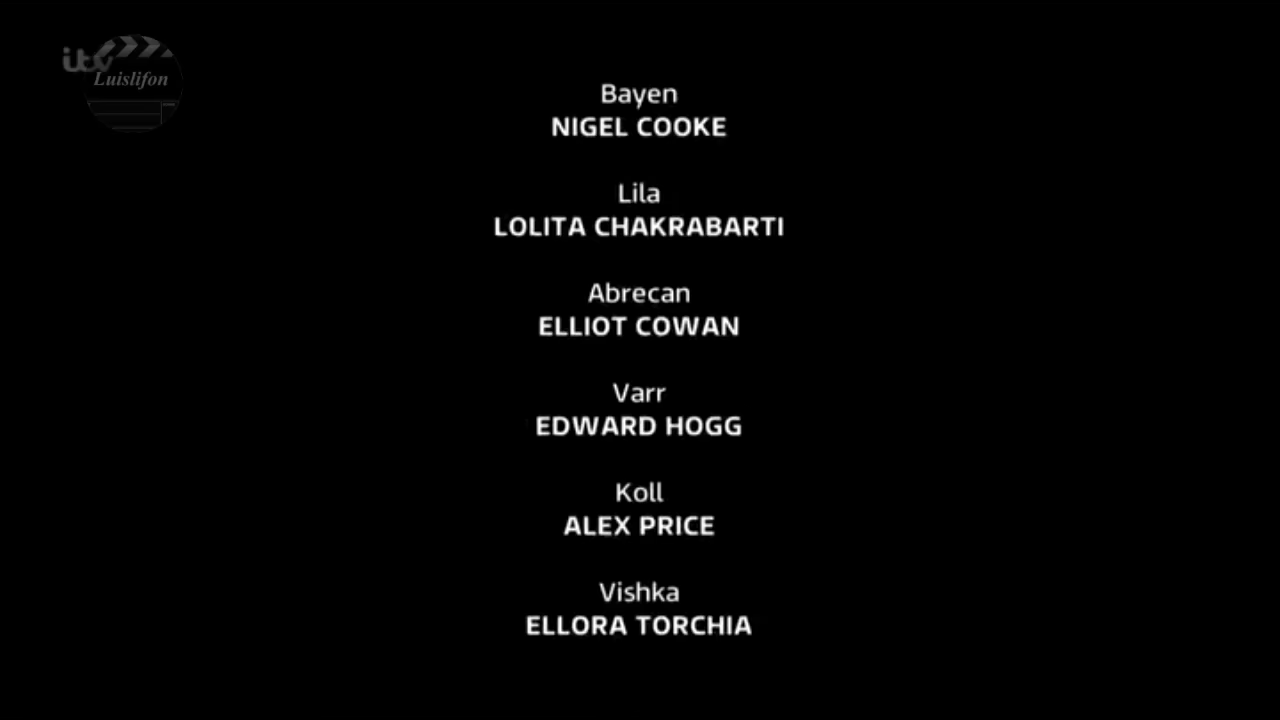 itv
Luislifon
Bayen
NIGEL COOKE
Lila
LOLITA CHAKRABARTI
Abrecan
ELLIOT COWAN
Varr
EDWARD HOGG
Koll
ALEX PRICE
Vishka
ELLORA TORCHIA